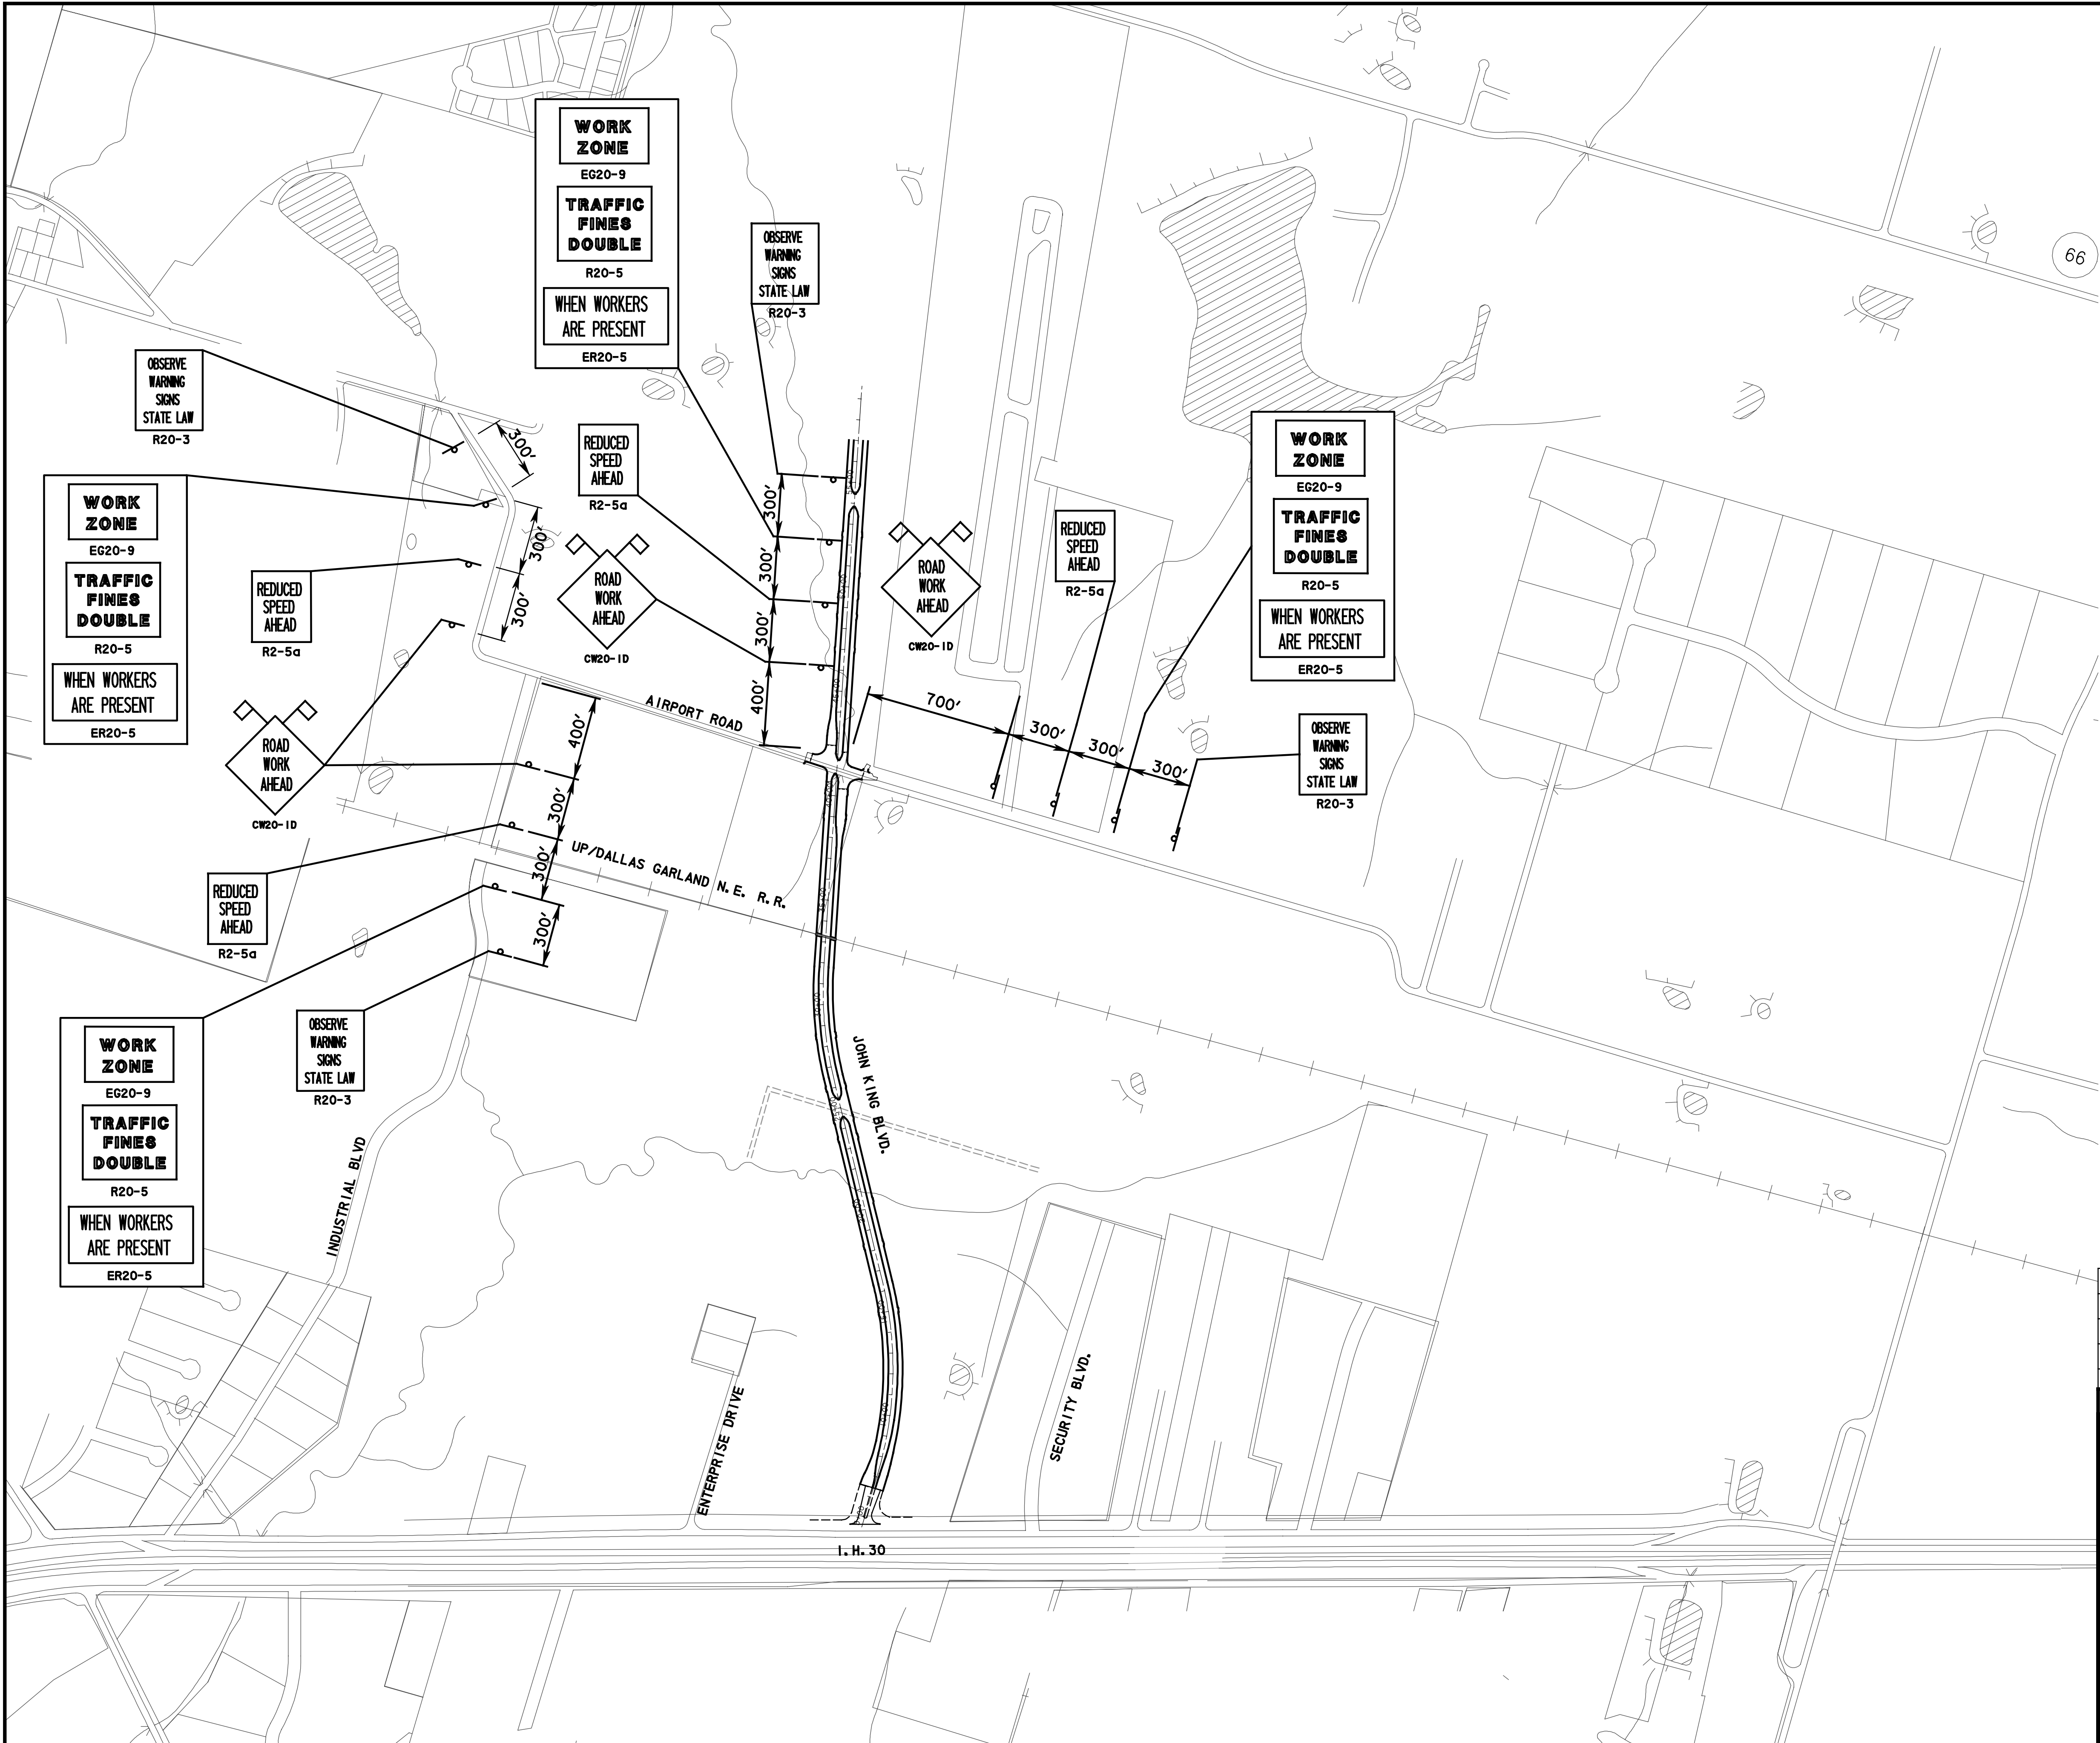 WORK
ZONE
EG20-9
TRAFFIC
FINES
DOUBLE
R20-5
WHEN WORKERS
ARE PRESENT
ER20-5
OBSERVE
WARNING
SIGNS
STATE LAW
R20-3
66
OBSERVE
WARNING
SIGNS
STATE LAW
R20-3
300'
REDUCED
SPEED
AHEAD
R2-5a
300'
300'
300'
400'
WORK
ZONE
EG20-9
TRAFFIC
FINES
DOUBLE
R20-5
WHEN WORKERS
ARE PRESENT
ER20-5
WORK
ZONE
EG20-9
TRAFFIC
FINES
DOUBLE
R20-5
WHEN WORKERS
ARE PRESENT
ER20-5
REDUCED
SPEED
AHEAD
R2-5a
300'
300'
ROAD
WORK
AHEAD
CW20-1D
ROAD
WORK
AHEAD
CW20-1D
REDUCED
SPEED
AHEAD
R2-5a
700'
300'
300'
300'
OBSERVE
WARNING
SIGNS
STATE LAW
R20-3
AIRPORT ROAD
ROAD
WORK
AHEAD
CW20-1D
400'
300'
300'
300'
UP/DALLAS GARLAND N.E. R.R.
REDUCED
SPEED
AHEAD
R2-5a
WORK
ZONE
EG20-9
TRAFFIC
FINES
DOUBLE
R20-5
WHEN WORKERS
ARE PRESENT
ER20-5
OBSERVE
WARNING
SIGNS
STATE LAW
R20-3
JOHN KING BLVD.
INDUSTRIAL BLVD
ENTERPRISE DRIVE
SECURITY BLVD.
I.H.30